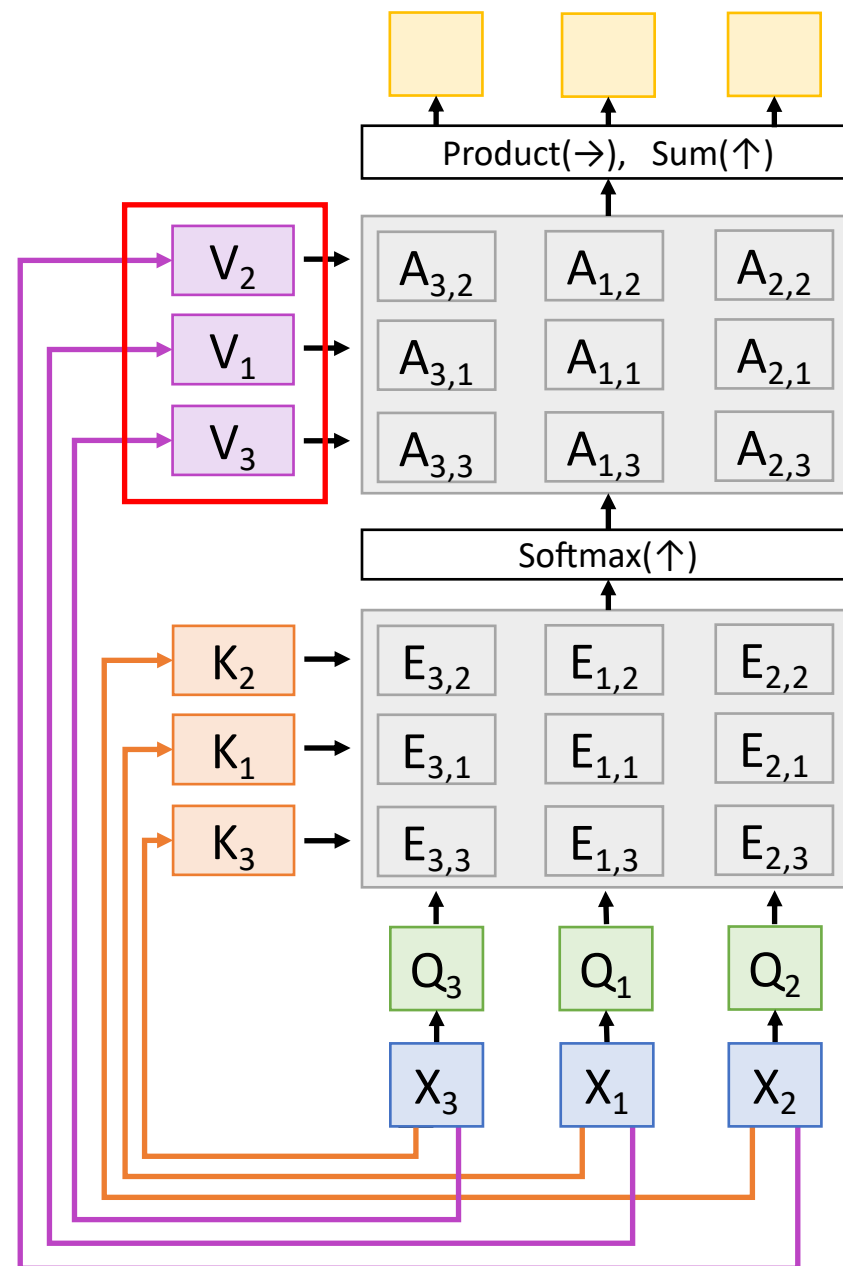 Product(→), Sum(↑)
V2 A3,2 A1,2 A2,2
V1 A3,1 A1,1 A2,1
V3 A3,3 A1,3 A2,3
Softmax(↑)
K2 E3,2 E1,2 E2,2
K1 E3,1 E1,1 E2,1
K3 E3,3 E1,3 E2,3
Q3 Q1 Q2
X3 X1 X2